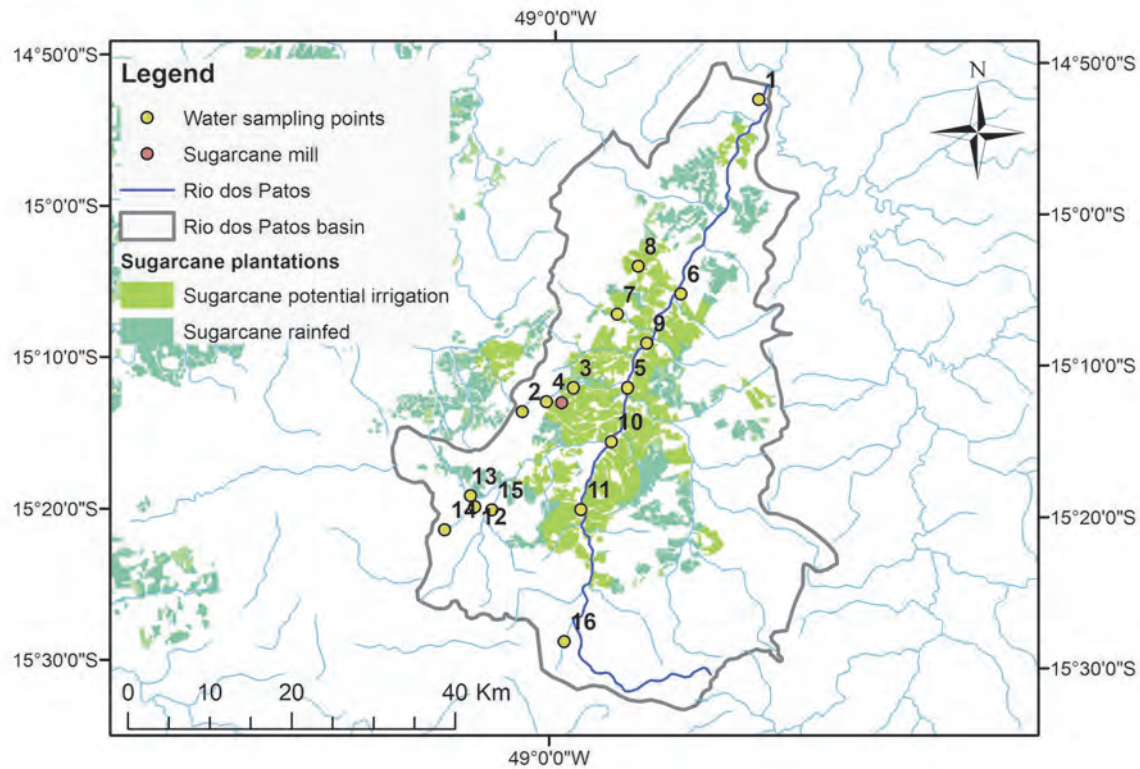 49°0'0"W
14°50'0"S
14°50'0"S
Legend
N
1
Water sampling points
Sugarcane mill
Rio dos Patos
15°0'0"S
15°0'0"S
Rio dos Patos basin
Sugarcane plantations
8
6
Sugarcane potential irrigation
7
Sugarcane rainfed
9
15°10'0"S
15°10'0"S
3
5
2
4
10
13
15
11
14
12
15°20'0"S
15°20'0"S
16
15°30'0"S
15°30'0"S
0 10 20 40 Km
49°0'0"W